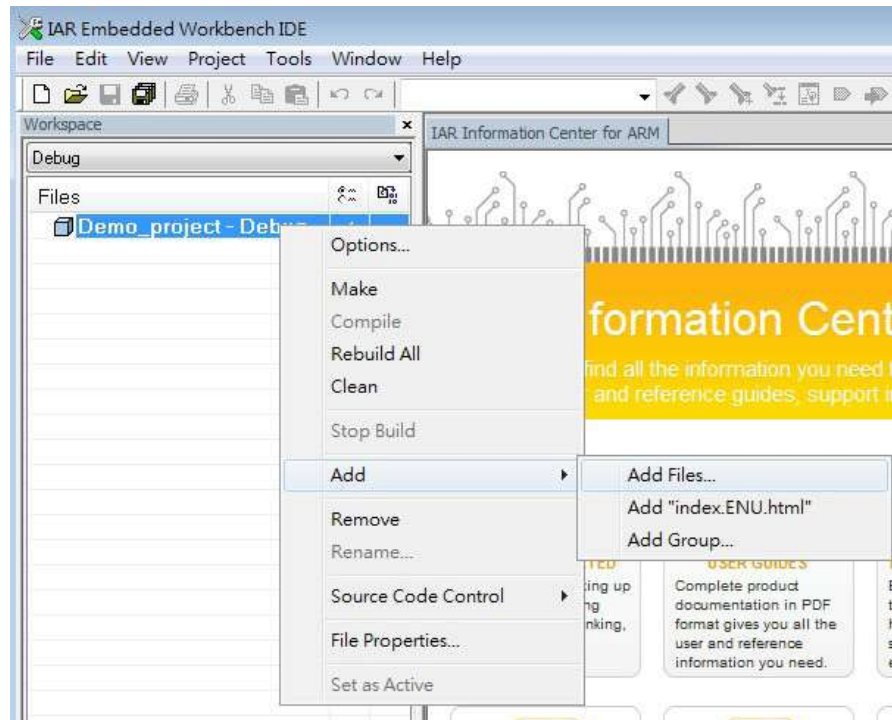 IAR Embedded Workbench IDE
File Edit View Project Tools Window Help
Workspace
IAR Information Center for ARM
Debug
Files
Demo_project - Debug
Options...
Make
Compile
Rebuild All
Clean
Stop Build
Add
Remove
Rename...
Source Code Control
File Properties...
Set as Active
Add Files...
Add "index.ENU.html"
Add Group...
formation Cent
find all the information you need
and reference guides, support
USER GUIDES
Complete product
documentation in PDF
format gives you all the
user and reference
information you need.